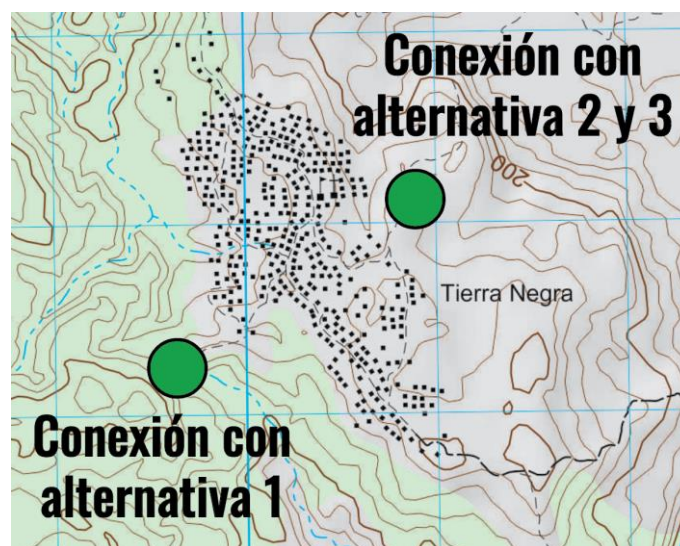 Conexión con
alternativa 2 y 3
200
Tierra Negra
Conexión con
alternativa 1